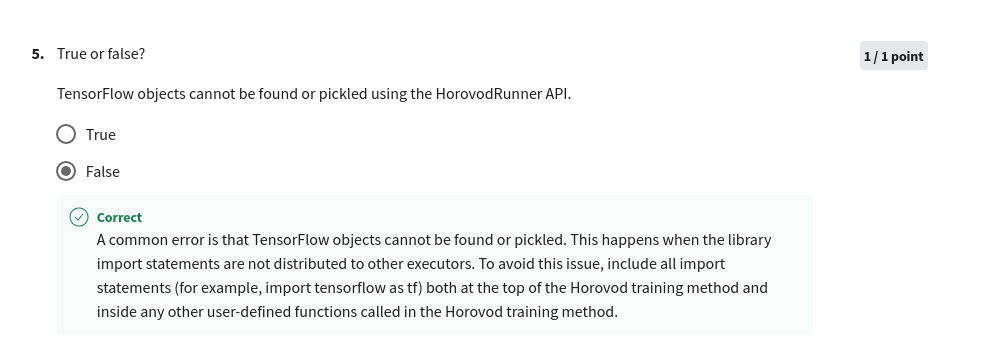 5. True or false?
1 / 1 point
TensorFlow objects cannot be found or pickled using the HorovodRunner API.
True
False
Correct
A common error is that TensorFlow objects cannot be found or pickled. This happens when the library
import statements are not distributed to other executors. To avoid this issue, include all import
statements (for example, import tensorflow as tf) both at the top of the Horovod training method and
inside any other user-defined functions called in the Horovod training method.